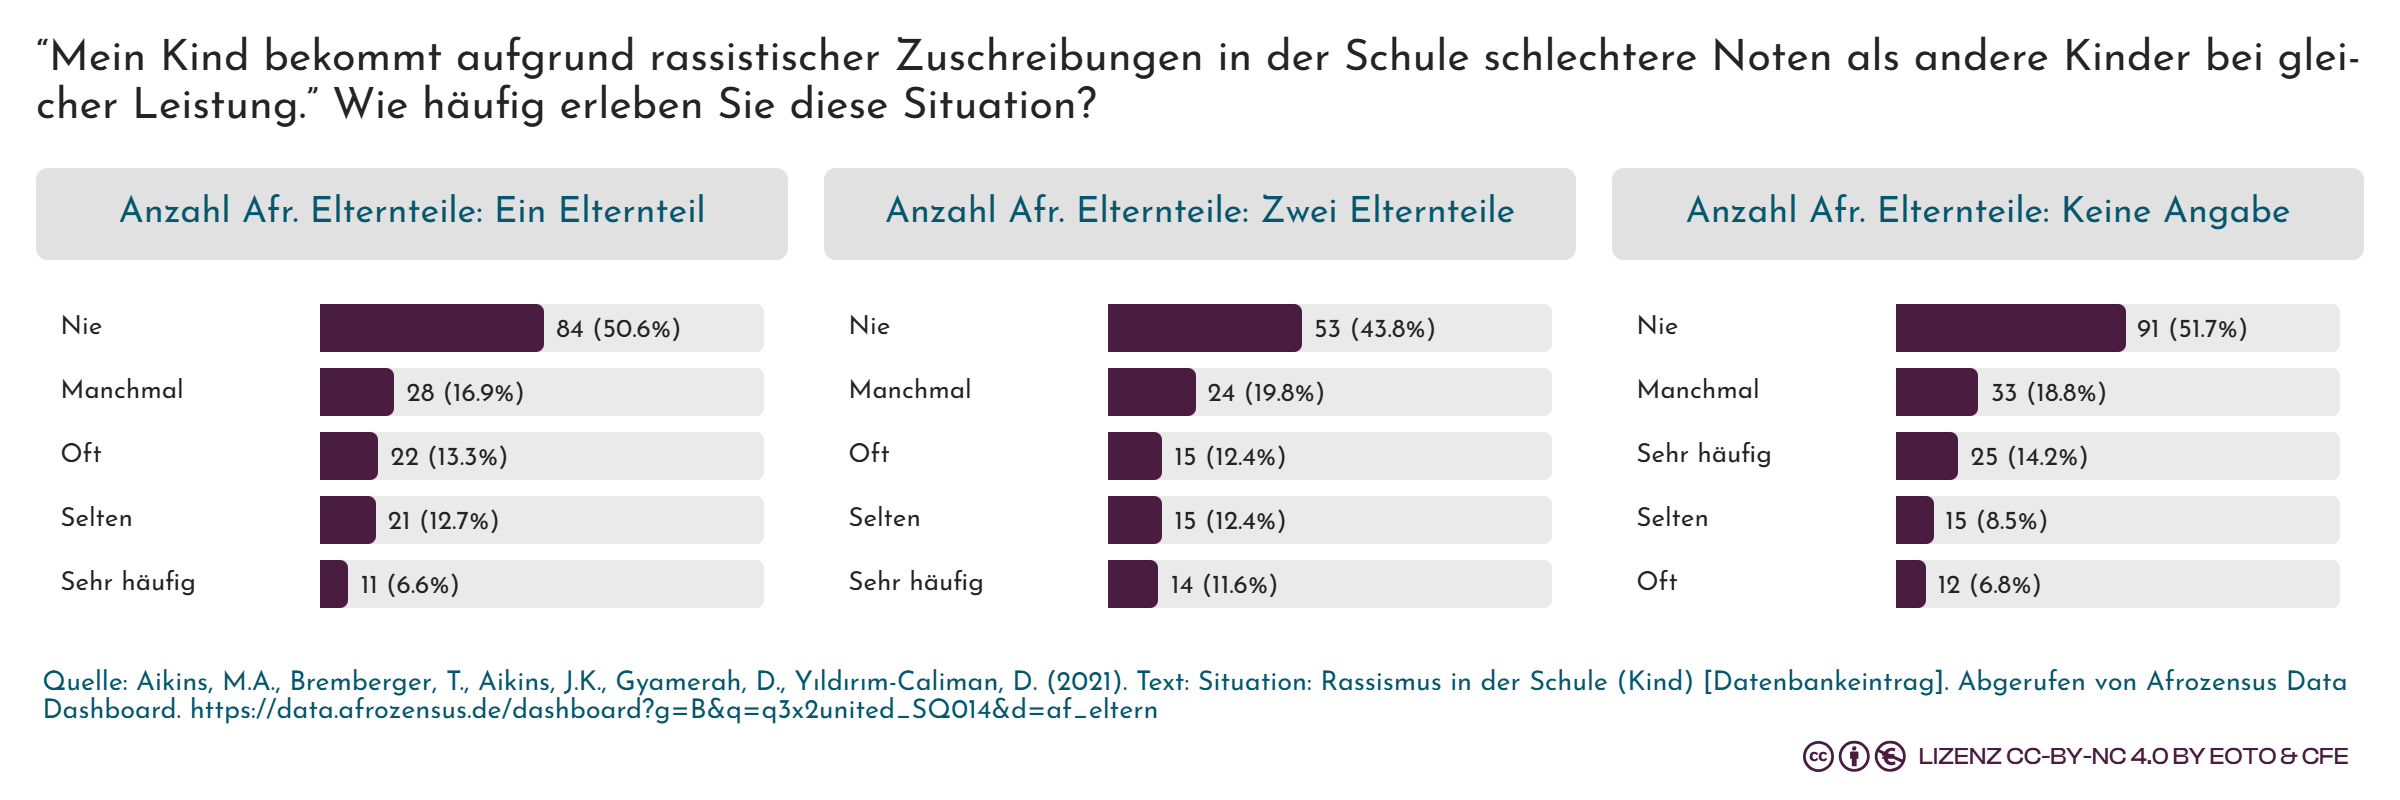 “Mein Kind bekommt aufgrund rassistischer Zuschreibungen in der Schule schlechtere Noten als andere Kinder bei glei-
cher Leistung.” Wie häufig erleben Sie diese Situation?
Anzahl Afr. Elternteile: Ein Elternteil
Nie 84 (50.6%)
Manchmal 28 (16.9%)
Oft 22 (13.3%)
Selten 21 (12.7%)
Sehr häufig 11 (6.6%)
Anzahl Afr. Elternteile: Zwei Elternteile
Nie 53 (43.8%)
Manchmal 24 (19.8%)
Oft 15 (12.4%)
Selten 15 (12.4%)
Sehr häufig 14 (11.6%)
Anzahl Afr. Elternteile: Keine Angabe
Nie 91 (51.7%)
Manchmal 33 (18.8%)
Sehr häufig 25 (14.2%)
Selten 15 (8.5%)
Oft 12 (6.8%)
Quelle: Aikins, M.A., Bremberger, T., Aikins, J.K., Gyamerah, D., Yıldırım-Caliman, D. (2021). Text: Situation: Rassismus in der Schule (Kind) [Datenbankeintrag]. Abgerufen von Afrozensus Data
Dashboard. https://data.afrozensus.de/dashboard?g=B&q=q3x2united_SQ014&d=af_eltern
cc LIZENZ CC-BY-NC 4.0 BY EOTO & CFE